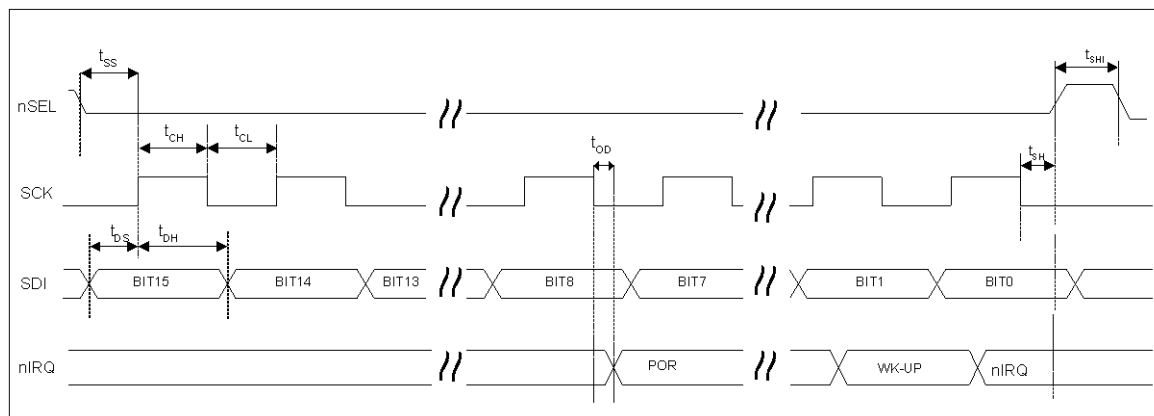 tSS
tSHI
nSEL
tCH
tCL
tOD
tSH
SCK
tDS
tDH
SDI
BIT15
BIT14
BIT13
BIT8
BIT7
BIT1
BIT0
nIRQ
POR
WK-UP
nIRQ